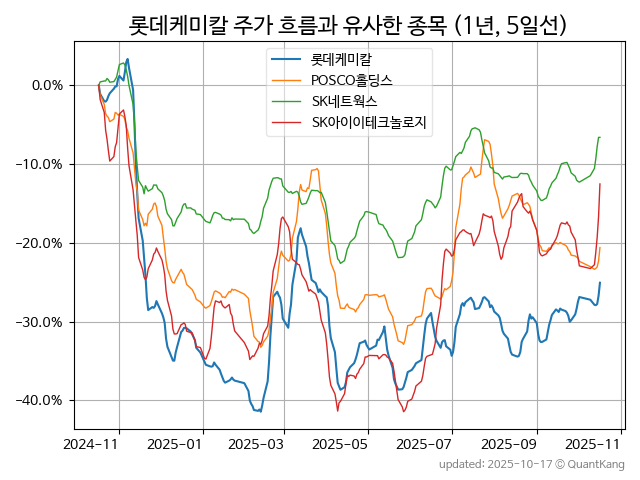 롯데케미칼 주가 흐름과 유사한 종목 (1년, 5일선)
롯데케미칼
POSCO홀딩스
SK네트웍스
SK아이이테크놀로지
0.0%
−10.0%
−20.0%
−30.0%
−40.0%
2024-11 2025-01 2025-03 2025-05 2025-07 2025-09 2025-11
updated: 2025-10-17 © QuantKang